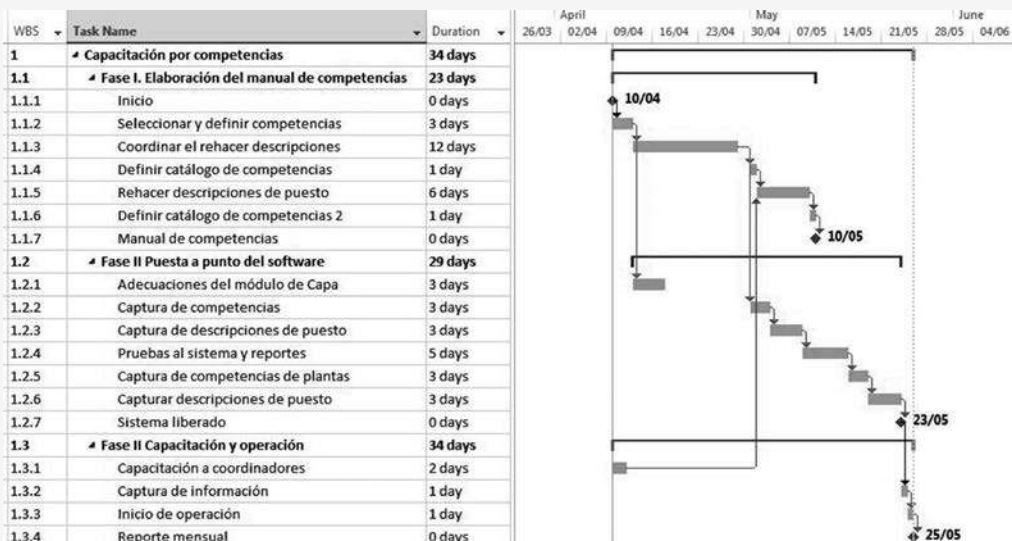 April May June
WBS Task Name Duration 26/03 02/04 09/04 16/04 23/04 30/04 07/05 14/05 21/05 28/05 04/06
1 Capacitación por competencias 34 days
1.1 Fase I. Elaboración del manual de competencias 23 days
1.1.1 Inicio 0 days 10/04
1.1.2 Seleccionar y definir competencias 3 days
1.1.3 Coordinar el rehacer descripciones 12 days
1.1.4 Definir catálogo de competencias 1 day
1.1.5 Rehacer descripciones de puesto 6 days
1.1.6 Definir catálogo de competencias 2 1 day
1.1.7 Manual de competencias 0 days 10/05
1.2 Fase II Puesta a punto del software 29 days
1.2.1 Adecuaciones del módulo de Capa 3 days
1.2.2 Captura de competencias 3 days
1.2.3 Captura de descripciones de puesto 3 days
1.2.4 Pruebas al sistema y reportes 5 days
1.2.5 Captura de competencias de plantas 3 days
1.2.6 Capturar descripciones de puesto 3 days
1.2.7 Sistema liberado 0 days 23/05
1.3 Fase II Capacitación y operación 34 days
1.3.1 Capacitación a coordinadores 2 days
1.3.2 Captura de información 1 day
1.3.3 Inicio de operación 1 day
1.3.4 Reporte mensual 0 days 25/05